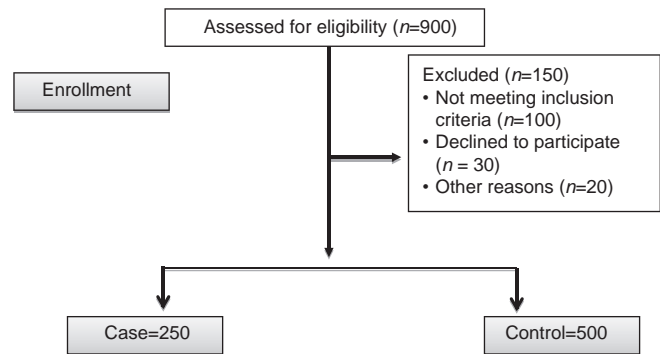 Assessed for eligibility (n=900)
Enrollment
Excluded (n=150)
• Not meeting inclusion
criteria (n=100)
• Declined to participate
(n = 30)
• Other reasons (n=20)
Case=250
Control=500